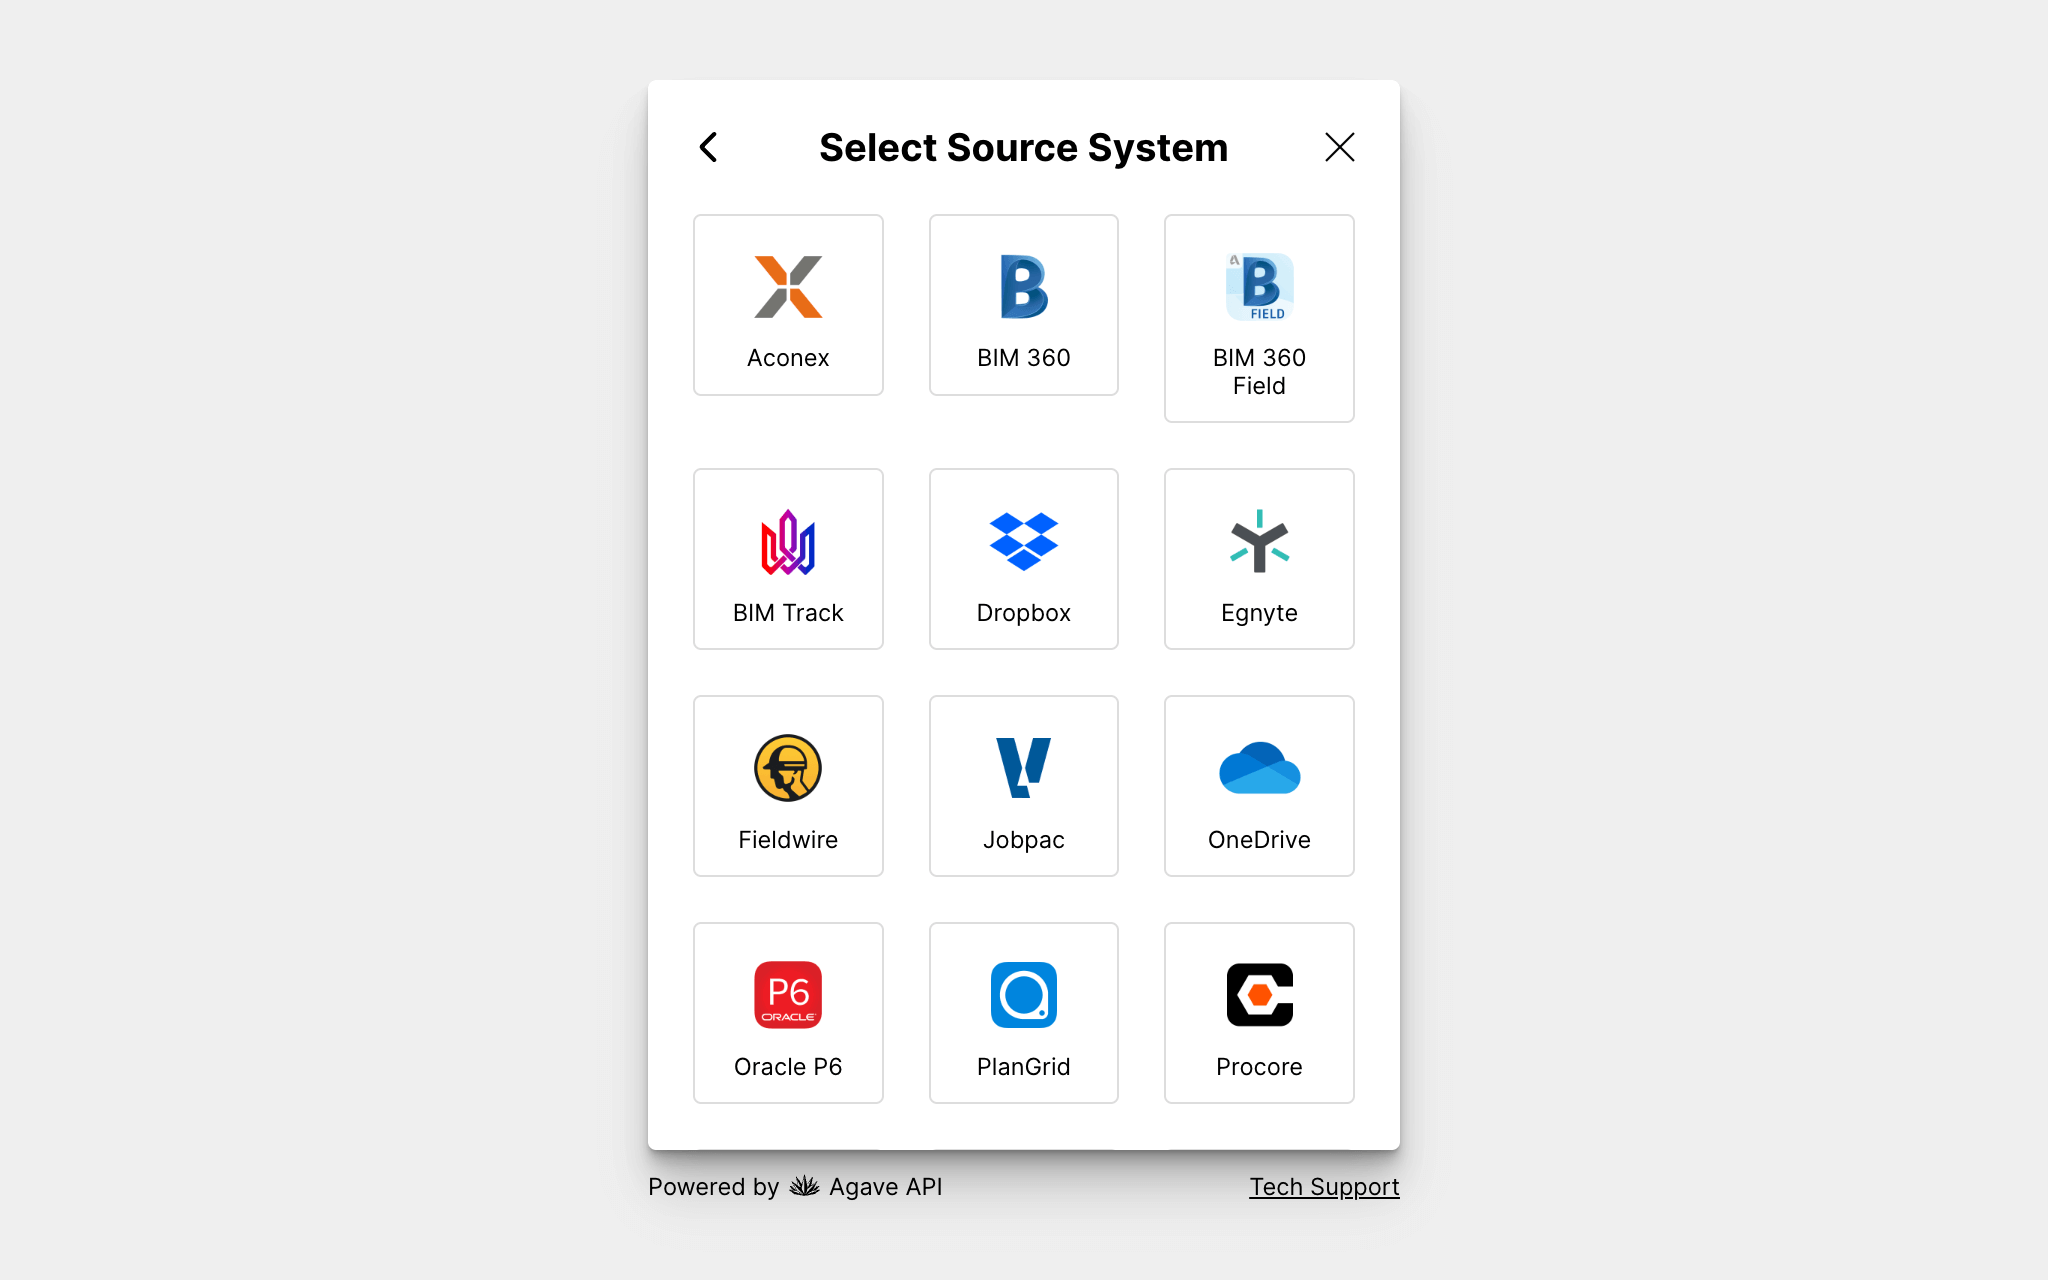 Select Source System
Aconex
BIM 360
A
FIELD
BIM 360
Field
BIM Track
Dropbox
Egnyte
Fieldwire
Jobpac
OneDrive
P6
ORACLE
Oracle P6
PlanGrid
Procore
Powered by Agave API
Tech Support